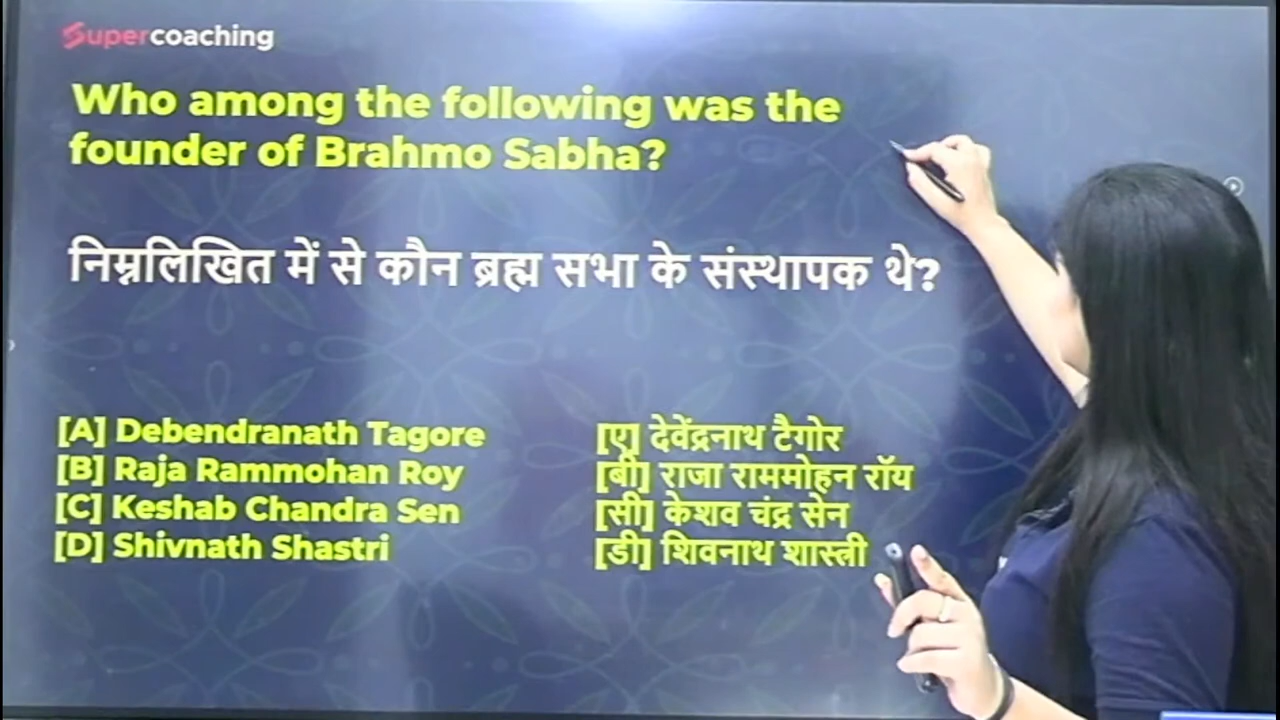 Supercoaching
Who among the following was the
founder of Brahmo Sabha?
निम्नलिखित में से कौन ब्रह्म सभा के संस्थापक थे?
[A] Debendranath Tagore
[B] Raja Rammohan Roy
[C] Keshab Chandra Sen
[D] Shivnath Shastri
[ए] देवेंद्रनाथ टैगोर
[बी] राजा राममोहन रॉय
[सी] केशव चंद्र सेन
[डी] शिवनाथ शास्त्री